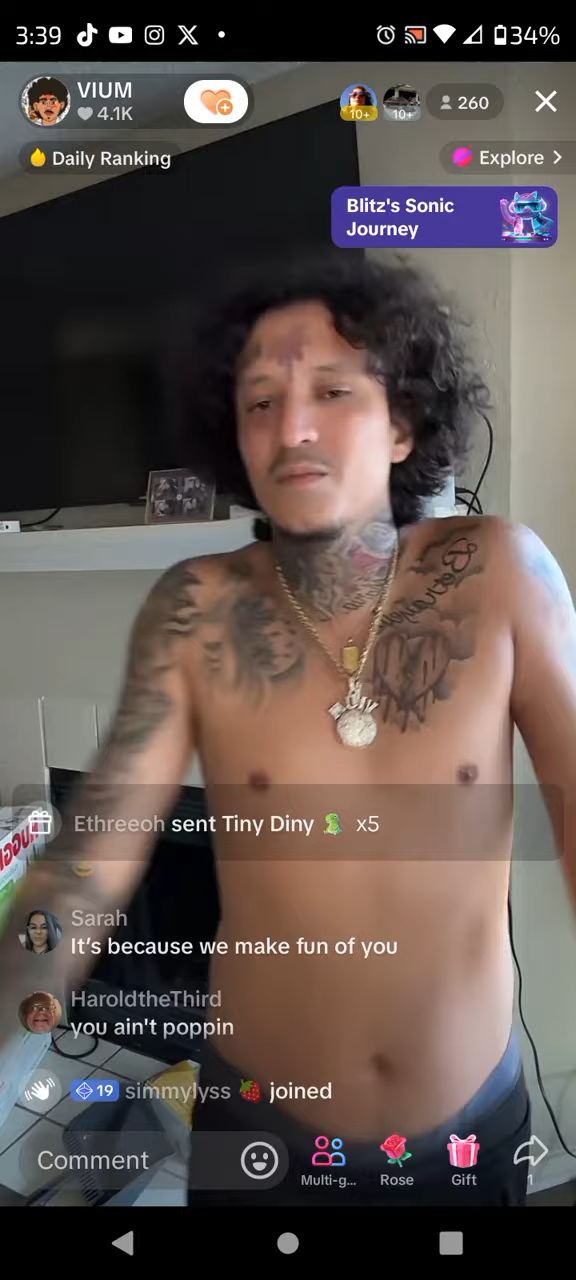 3:39
34%
VIUM
4.1K
10+
10+
260
Daily Ranking
Explore
Blitz's Sonic
Journey
Betrayal
Ethreeoh sent Tiny Diny 🦖 x5
Sarah
It's because we make fun of you
HaroldtheThird
you ain't poppin
19 simmylyss 🍓 joined
Comment
Multi-g...
Rose
Gift
1